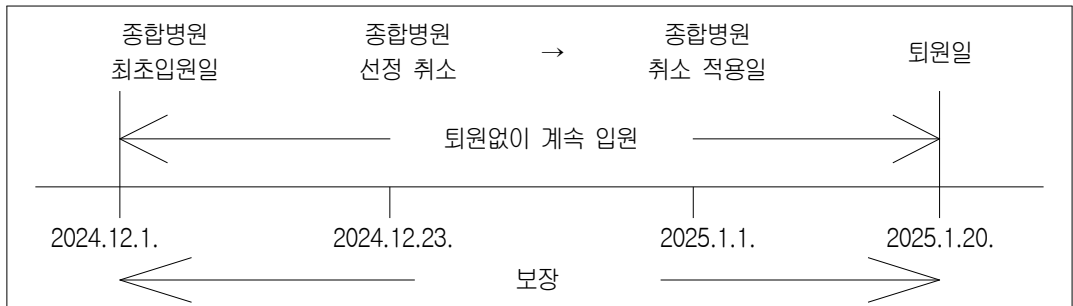 종합병원
최초입원일
종합병원
선정 취소
→
종합병원
취소 적용일
퇴원일
퇴원없이 계속 입원
2024.12.1.
2024.12.23.
2025.1.1.
2025.1.20.
보장